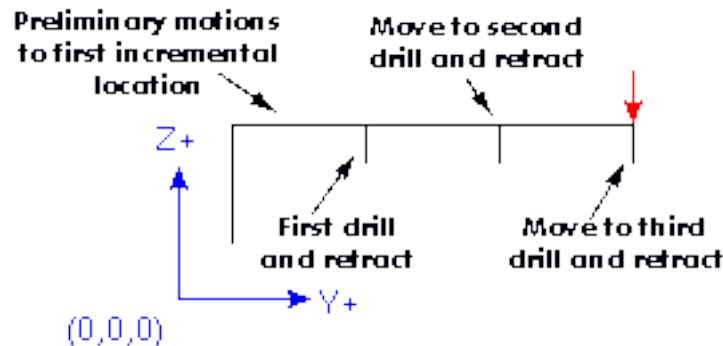 Preliminary motions
to first incremental
location
Move to second
drill and retract
Z+
First drill
and retract
Move to third
drill and retract
Y+
(0,0,0)